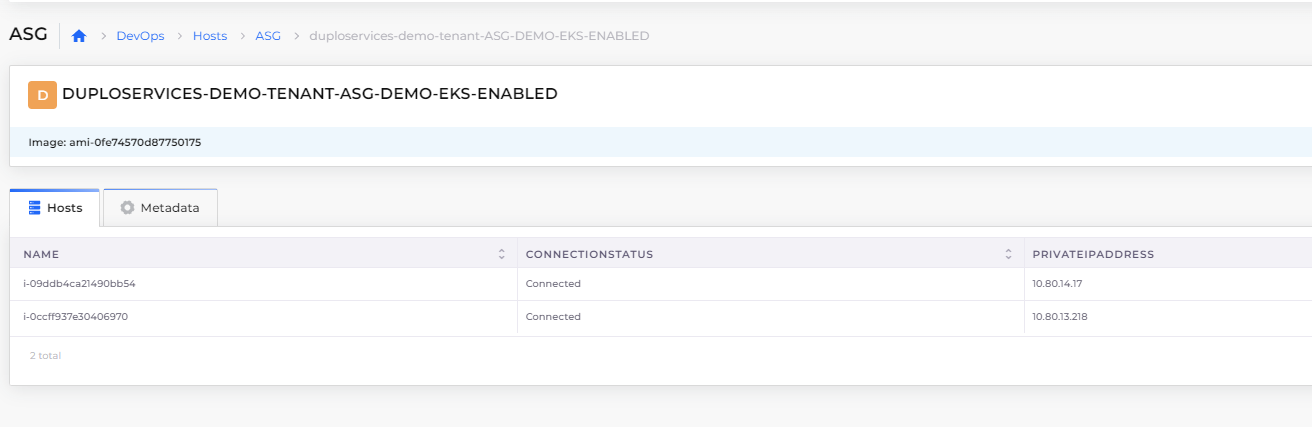 ASG DevOps Hosts ASG duploservices-demo-tenant-ASG-DEMO-EKS-ENABLED
D DUPLOSERVICES-DEMO-TENANT-ASG-DEMO-EKS-ENABLED
Image: ami-0fe74570d87750175
Hosts Metadata
NAME CONNECTIONSTATUS PRIVATEIPADDRESS
i-09ddb4ca21490bb54 Connected 10.80.14.17
i-0ccff937e30406970 Connected 10.80.13.218
2 total